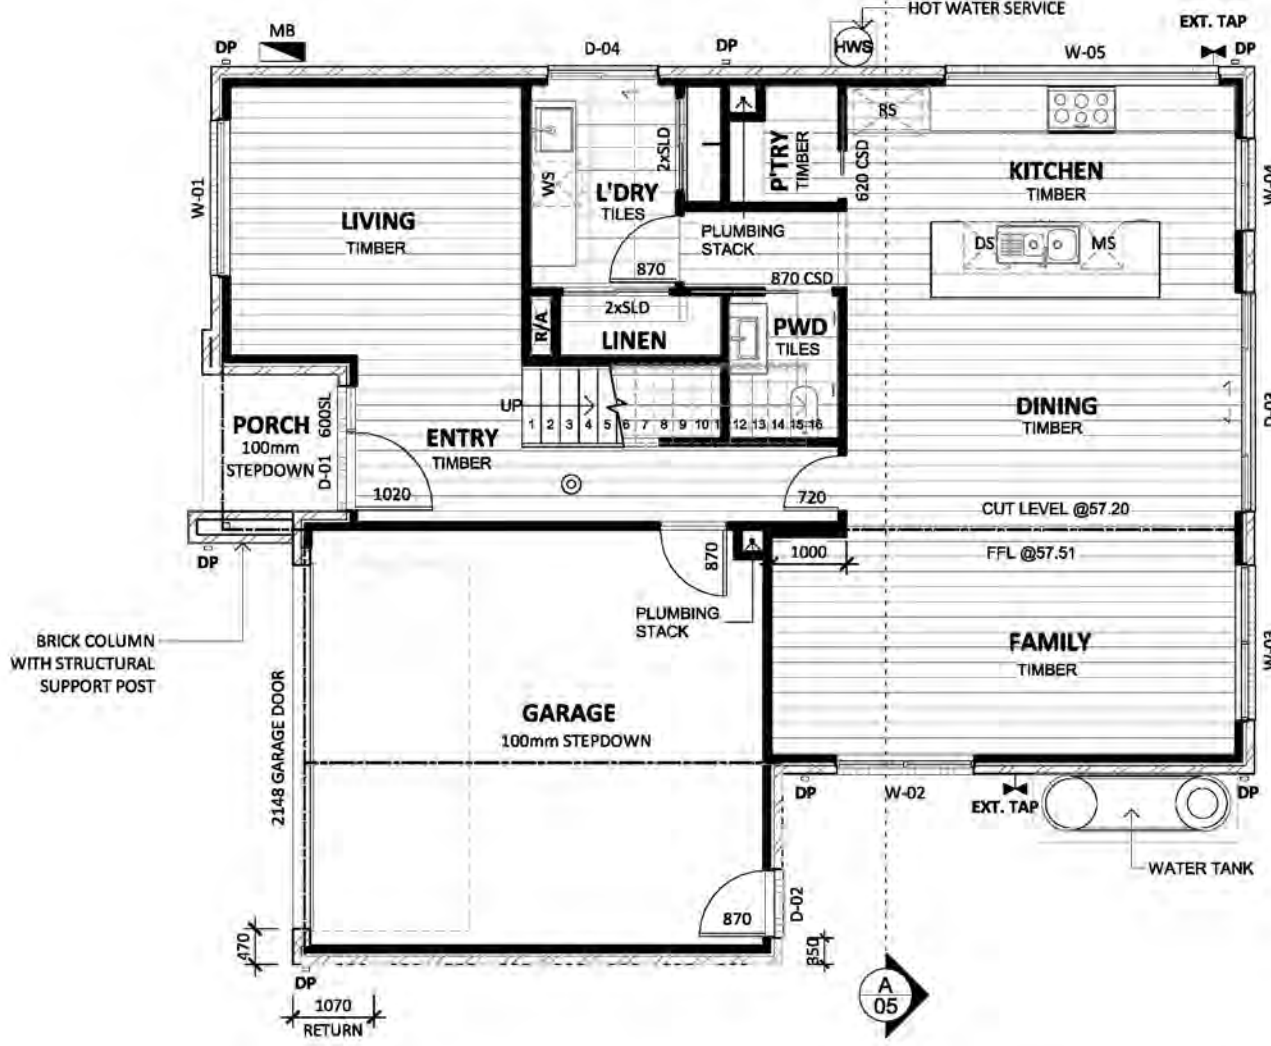 HOT WATER SERVICE
EXT. TAP
MB
DP
D-04
DP
HWS
W-05
DP
RS
2xSLD
P'TRY
TIMBER
620 CSD
KITCHEN
TIMBER
W-04
W-01
LIVING
TIMBER
WS
L'DRY
TILES
PLUMBING
STACK
DS
MS
870
870 CSD
R/A
2xSLD
LINEN
PWD
TILES
UP
1 2 3 4 5 6 7 8 9 10 1 12 13 14 15 16
PORCH
100mm
STEPDOWN
600SL
D-01
ENTRY
TIMBER
1020
720
DINING
TIMBER
D-03
CUT LEVEL @57.20
FFL @57.51
1000
870
DP
PLUMBING
STACK
BRICK COLUMN
WITH STRUCTURAL
SUPPORT POST
FAMILY
TIMBER
W-03
2148 GARAGE DOOR
GARAGE
100mm STEPDOWN
DP
W-02
EXT. TAP
DP
WATER TANK
870
D-02
470
350
DP
1070
RETURN
A
05